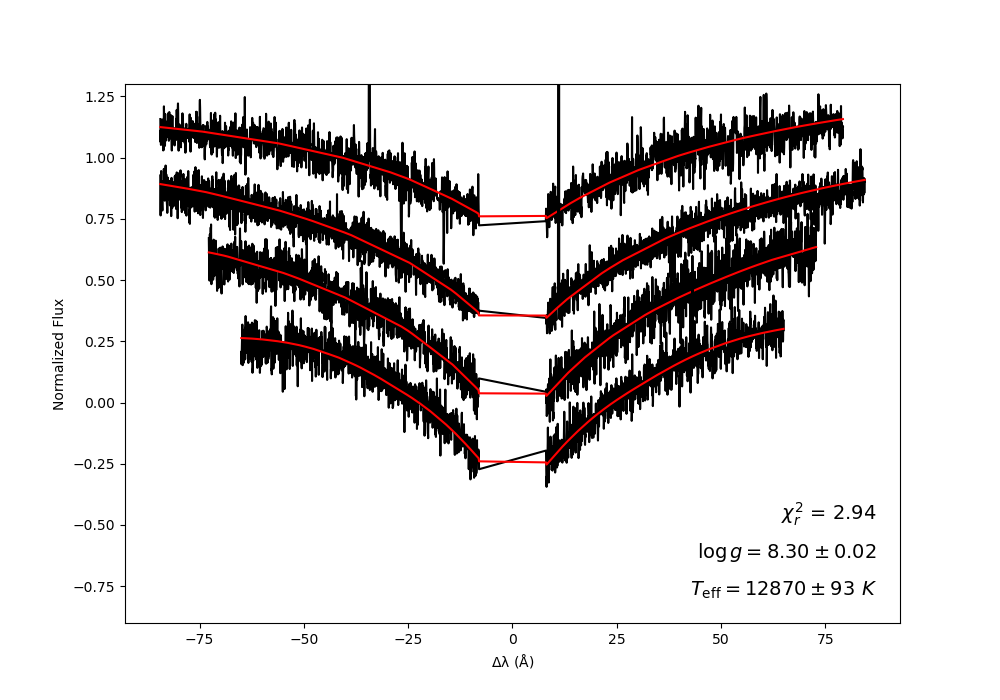 1.25
1.00
0.75
0.50
0.25
0.00
−0.25
−0.50
−0.75
Normalized Flux
χ²ᵣ = 2.94
log g = 8.30 ± 0.02
T_eff = 12870 ± 93 K
−75 −50 −25 0 25 50 75
Δλ (Å)